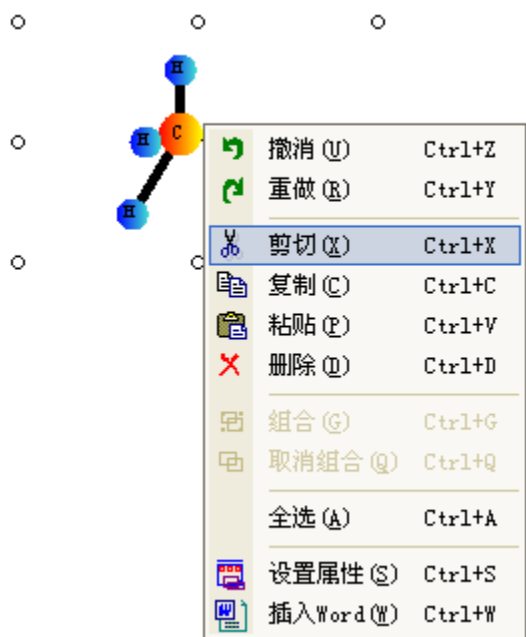 H
C
H
H
撤消(U) Ctrl+Z
重做(R) Ctrl+Y
剪切(X) Ctrl+X
复制(C) Ctrl+C
粘贴(P) Ctrl+V
删除(D) Ctrl+D
组合(G) Ctrl+G
取消组合(Q) Ctrl+Q
全选(A) Ctrl+A
设置属性(S) Ctrl+S
插入Word(W) Ctrl+W